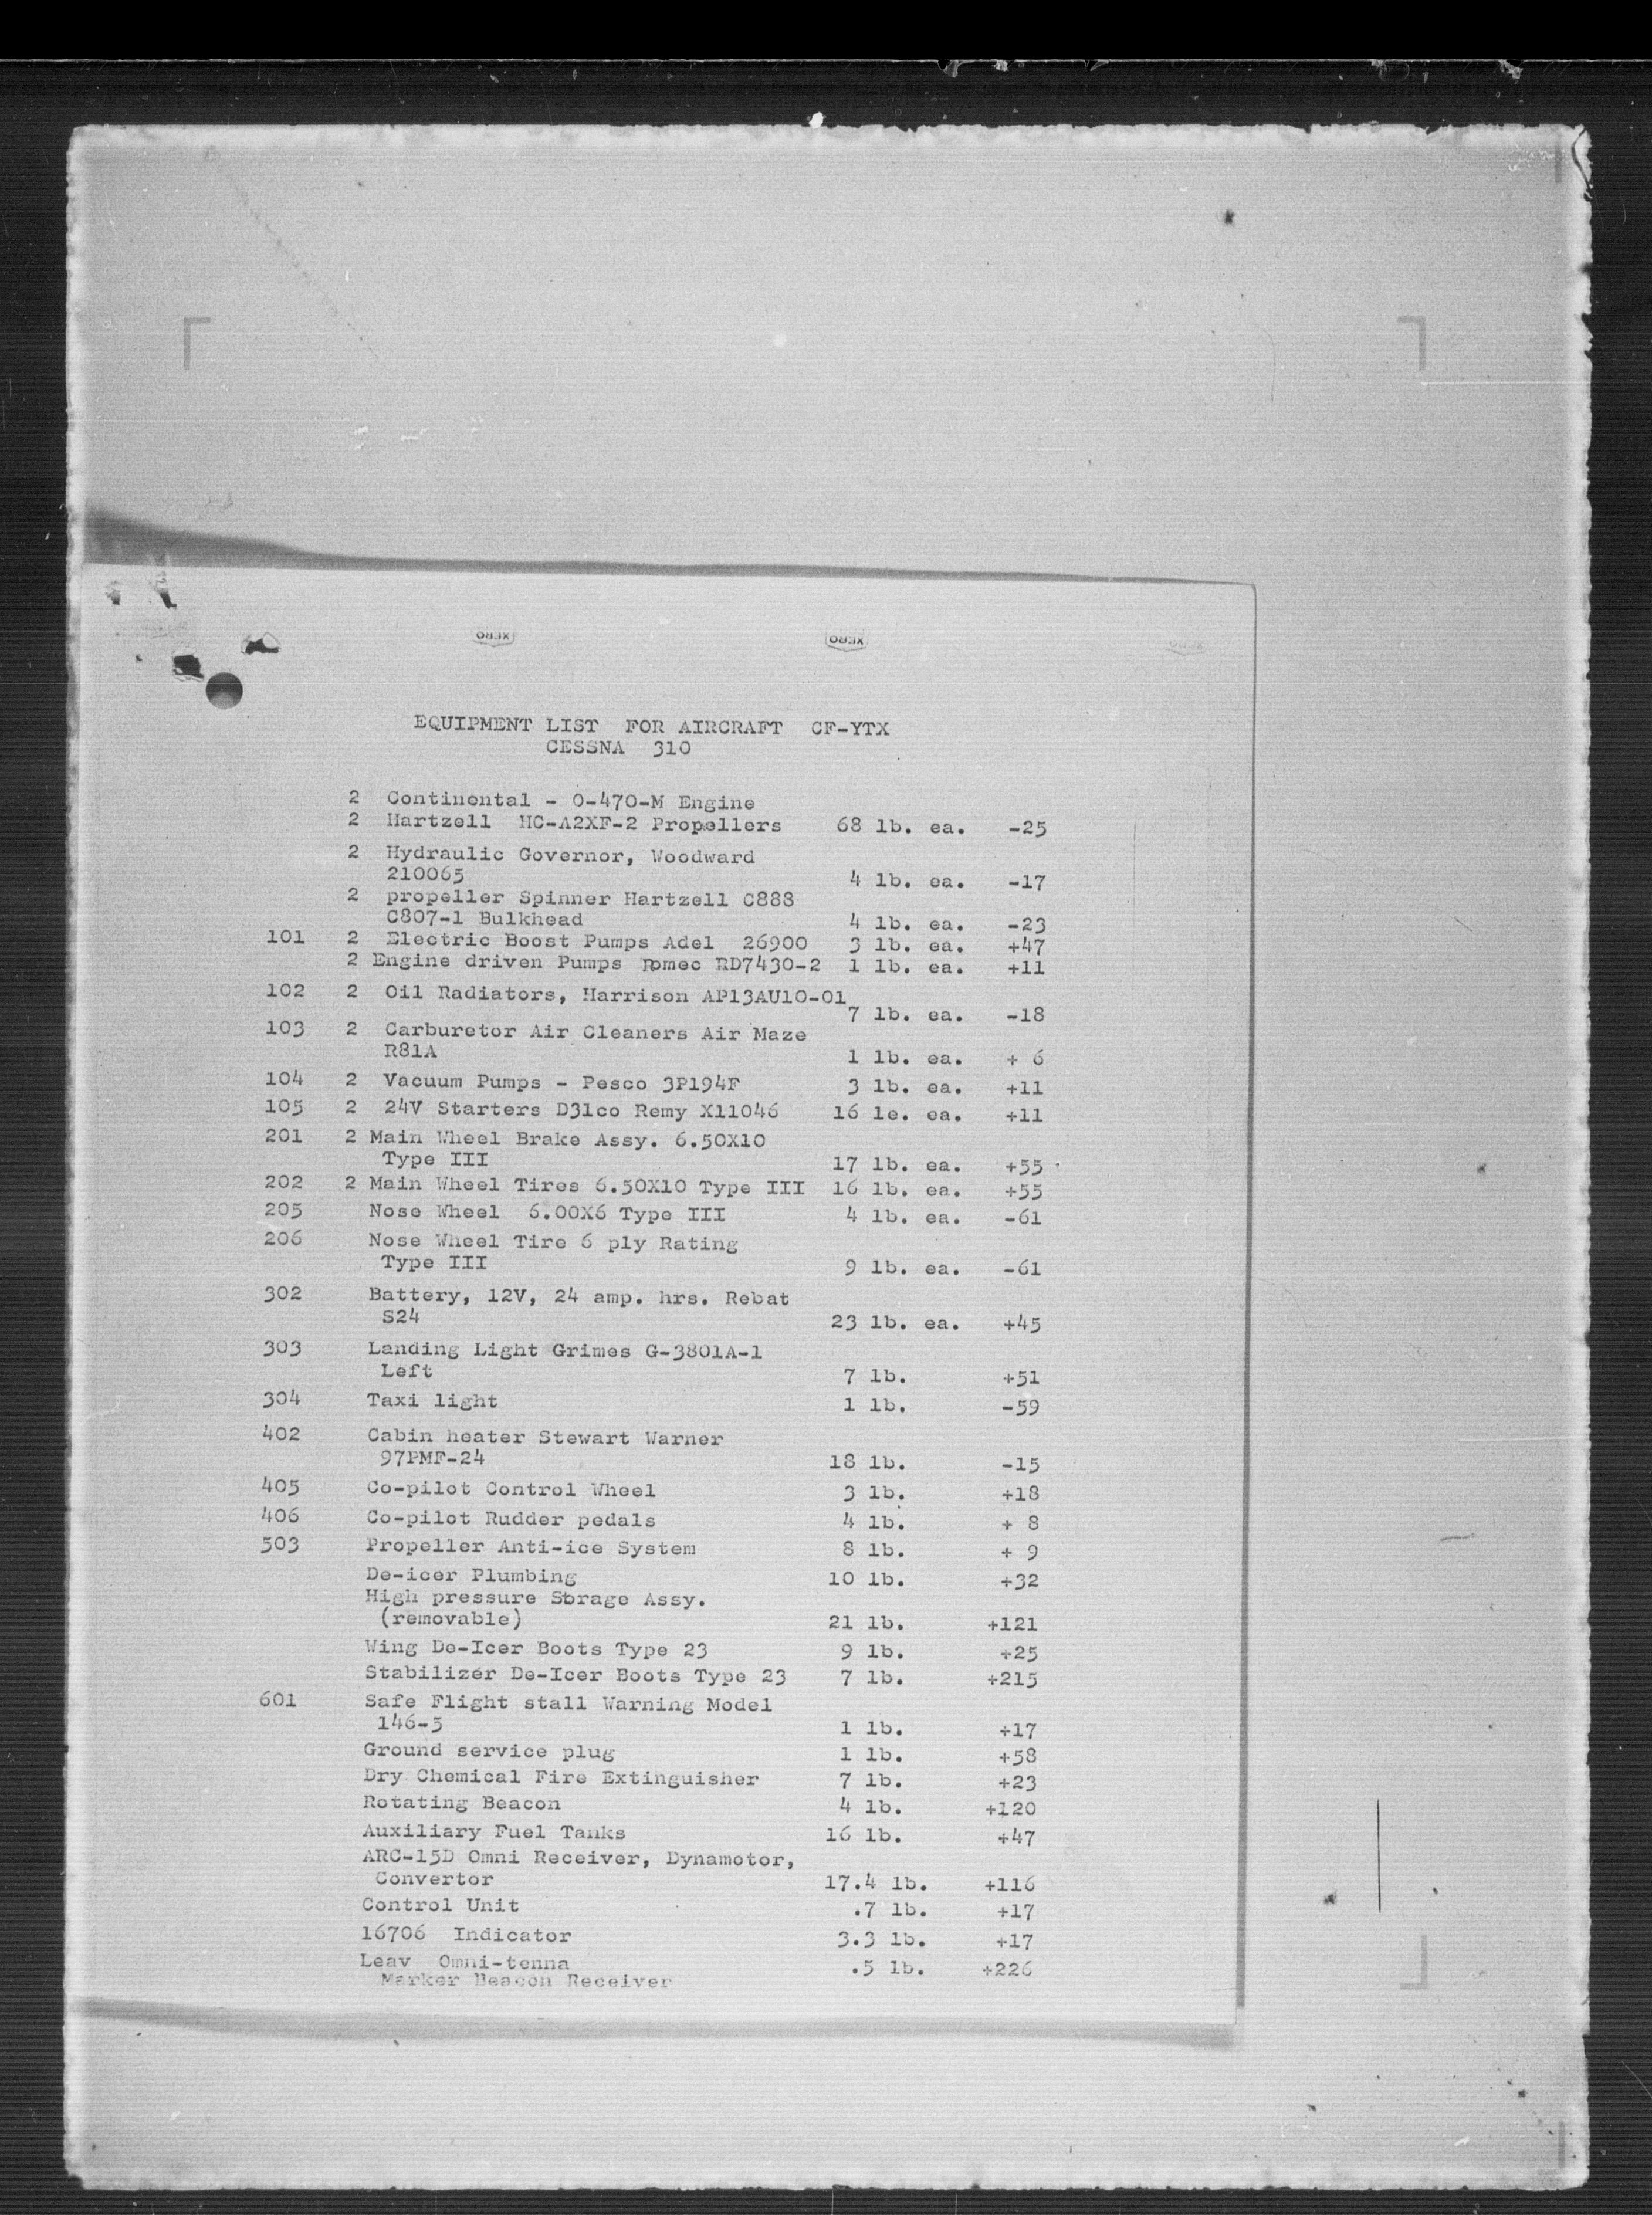 XERO XERO XERO
EQUIPMENT LIST FOR AIRCRAFT CF-YTX
CESSNA 310
2 Continental - O-470-M Engine
2 Hartzell HC-A2XF-2 Propellers 68 lb. ea. -25
2 Hydraulic Governor, Woodward
210065 4 lb. ea. -17
2 propeller Spinner Hartzell C888
C807-1 Bulkhead 4 lb. ea. -23
101 2 Electric Boost Pumps Adel 26900 3 lb. ea. +47
2 Engine driven Pumps Romec RD7430-2 1 lb. ea. +11
102 2 Oil Radiators, Harrison AP13AU10-01
7 lb. ea. -18
103 2 Carburetor Air Cleaners Air Maze
R81A 1 lb. ea. + 6
104 2 Vacuum Pumps - Pesco 3P194F 3 lb. ea. +11
105 2 24V Starters D3lco Remy X11046 16 le. ea. +11
201 2 Main Wheel Brake Assy. 6.50X10
Type III 17 lb. ea. +55
202 2 Main Wheel Tires 6.50X10 Type III 16 lb. ea. +55
205 Nose Wheel 6.00X6 Type III 4 lb. ea. -61
206 Nose Wheel Tire 6 ply Rating
Type III 9 lb. ea. -61
302 Battery, 12V, 24 amp. hrs. Rebat
S24 23 lb. ea. +45
303 Landing Light Grimes G-3801A-1
Left 7 lb. +51
304 Taxi light 1 lb. -59
402 Cabin heater Stewart Warner
97PMF-24 18 lb. -15
405 Co-pilot Control Wheel 3 lb. +18
406 Co-pilot Rudder pedals 4 lb. + 8
503 Propeller Anti-ice System 8 lb. + 9
De-icer Plumbing 10 lb. +32
High pressure Sbrage Assy.
(removable) 21 lb. +121
Wing De-Icer Boots Type 23 9 lb. +25
Stabilizer De-Icer Boots Type 23 7 lb. +215
601 Safe Flight stall Warning Model
146-5 1 lb. +17
Ground service plug 1 lb. +58
Dry Chemical Fire Extinguisher 7 lb. +23
Rotating Beacon 4 lb. +120
Auxiliary Fuel Tanks 16 lb. +47
ARC-15D Omni Receiver, Dynamotor,
Convertor 17.4 lb. +116
Control Unit .7 lb. +17
16706 Indicator 3.3 lb. +17
Leav Omni-tenna .5 lb. +226
Marker Beacon Receiver